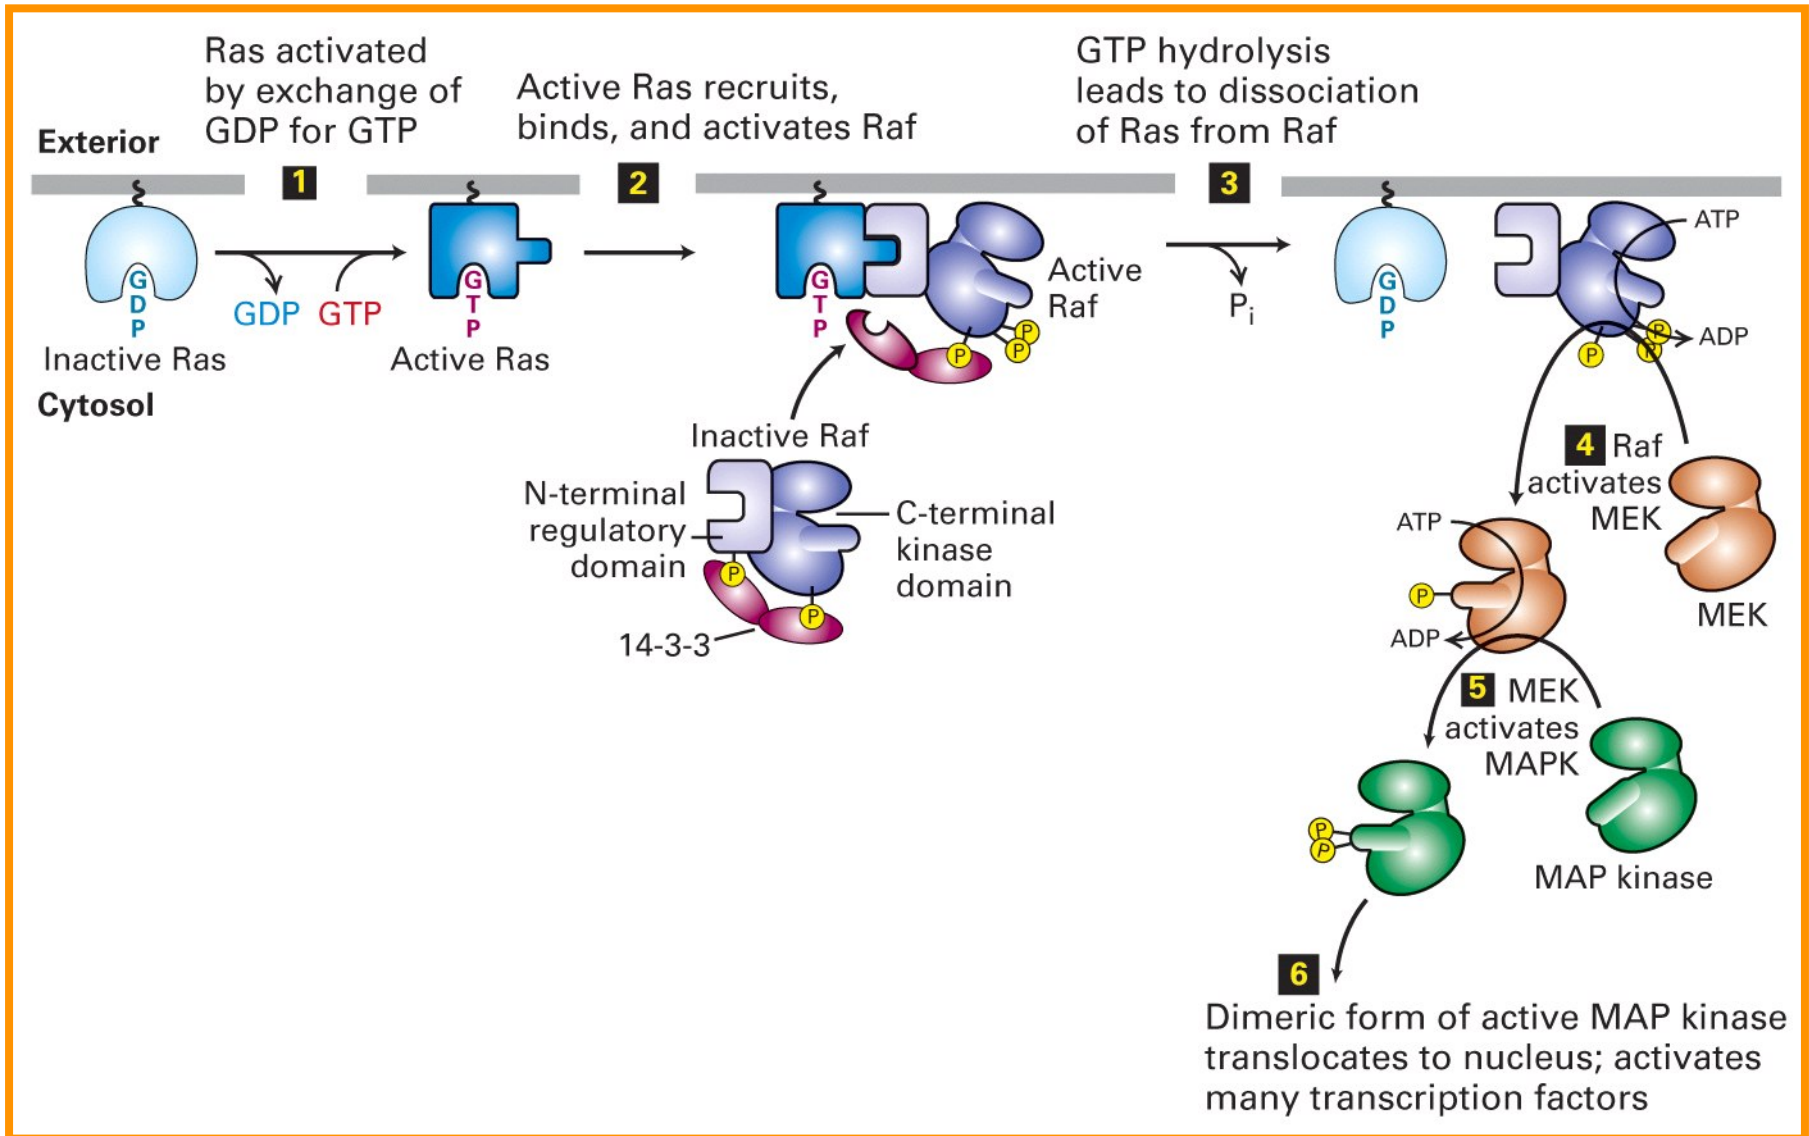 Ras activated
by exchange of
GDP for GTP
Active Ras recruits,
binds, and activates Raf
GTP hydrolysis
leads to dissociation
of Ras from Raf
Exterior
1
2
3
G
D
P
GDP
GTP
Inactive Ras
G
T
P
Active Ras
G
T
P
Active
Raf
P
P
P
Pi
G
D
P
ATP
ADP
P
P
P
Cytosol
Inactive Raf
N-terminal
regulatory
domain
C-terminal
kinase
domain
P
P
14-3-3
4 Raf
activates
MEK
MEK
ATP
P
ADP
5 MEK
activates
MAPK
MAP kinase
P
P
6
Dimeric form of active MAP kinase
translocates to nucleus; activates
many transcription factors